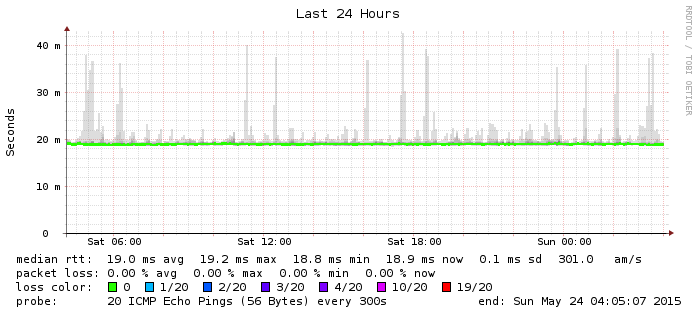 Last 24 Hours
RRDTOOL / TOBI OETIKER
Seconds
40 m
30 m
20 m
10 m
0
Sat 06:00 Sat 12:00 Sat 18:00 Sun 00:00
median rtt: 19.0 ms avg 19.2 ms max 18.8 ms min 18.9 ms now 0.1 ms sd 301.0 am/s
packet loss: 0.00 % avg 0.00 % max 0.00 % min 0.00 % now
loss color: 0 1/20 2/20 3/20 4/20 10/20 19/20
probe: 20 ICMP Echo Pings (56 Bytes) every 300s end: Sun May 24 04:05:07 2015